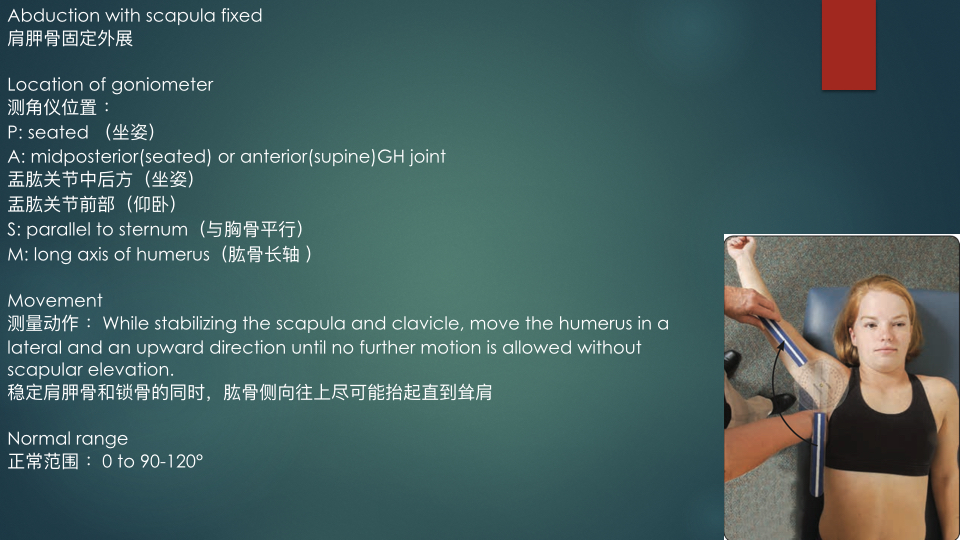 Abduction with scapula fixed
肩胛骨固定外展
Location of goniometer
测角仪位置：
P: seated （坐姿）
A: midposterior(seated) or anterior(supine)GH joint
盂肱关节中后方（坐姿）
盂肱关节前部（仰卧）
S: parallel to sternum（与胸骨平行）
M: long axis of humerus（肱骨长轴 ）
Movement
测量动作： While stabilizing the scapula and clavicle, move the humerus in a
lateral and an upward direction until no further motion is allowed without
scapular elevation.
稳定肩胛骨和锁骨的同时，肱骨侧向往上尽可能抬起直到耸肩
Normal range
正常范围： 0 to 90-120°